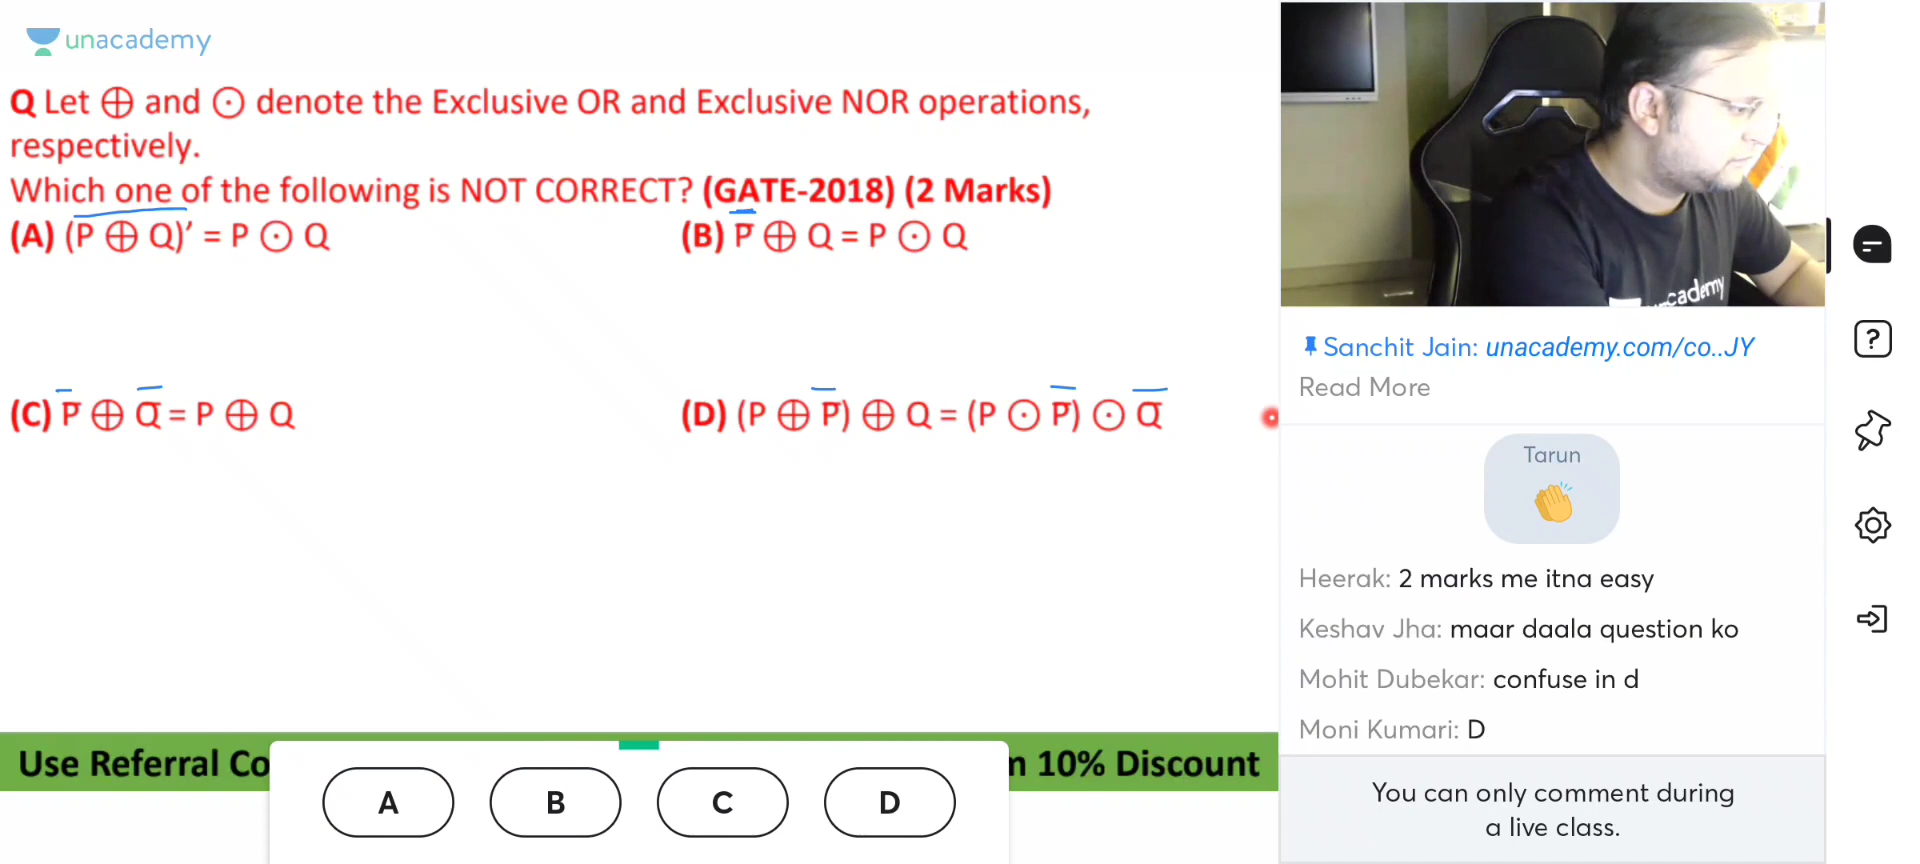 unacademy
Q Let ⊕ and ⊙ denote the Exclusive OR and Exclusive NOR operations,
respectively.
Which one of the following is NOT CORRECT? (GATE-2018) (2 Marks)
(A) (P ⊕ Q)’ = P ⊙ Q
(B) P̅ ⊕ Q = P ⊙ Q
(C) P̅ ⊕ Q̅ = P ⊕ Q
(D) (P ⊕ P̅) ⊕ Q = (P ⊙ P̅) ⊙ Q̅
Use Referral Co
10% Discount
A B C D
cademy
Sanchit Jain: unacademy.com/co..JY
Read More
Tarun
Heerak: 2 marks me itna easy
Keshav Jha: maar daala question ko
Mohit Dubekar: confuse in d
Moni Kumari: D
You can only comment during
a live class.
?